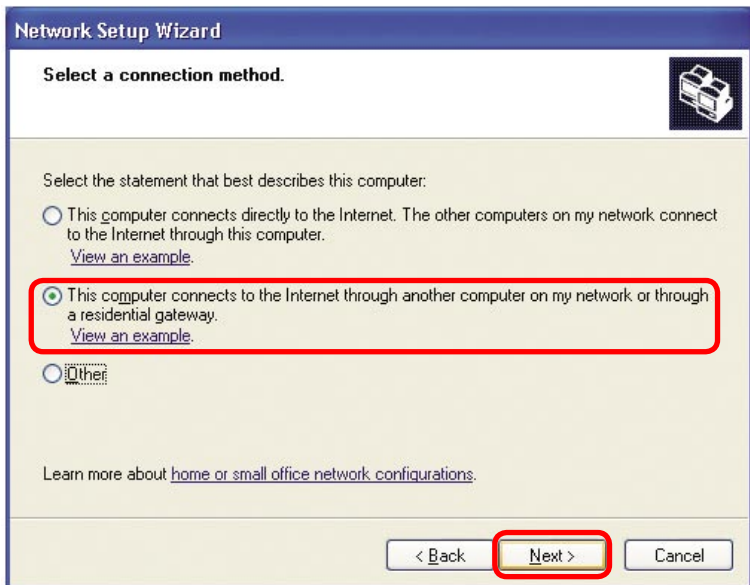 Network Setup Wizard
Select a connection method.
Select the statement that best describes this computer:
This computer connects directly to the Internet. The other computers on my network connect
to the Internet through this computer.
View an example.
This computer connects to the Internet through another computer on my network or through
a residential gateway.
View an example.
Other
Learn more about home or small office network configurations.
< Back Next > Cancel